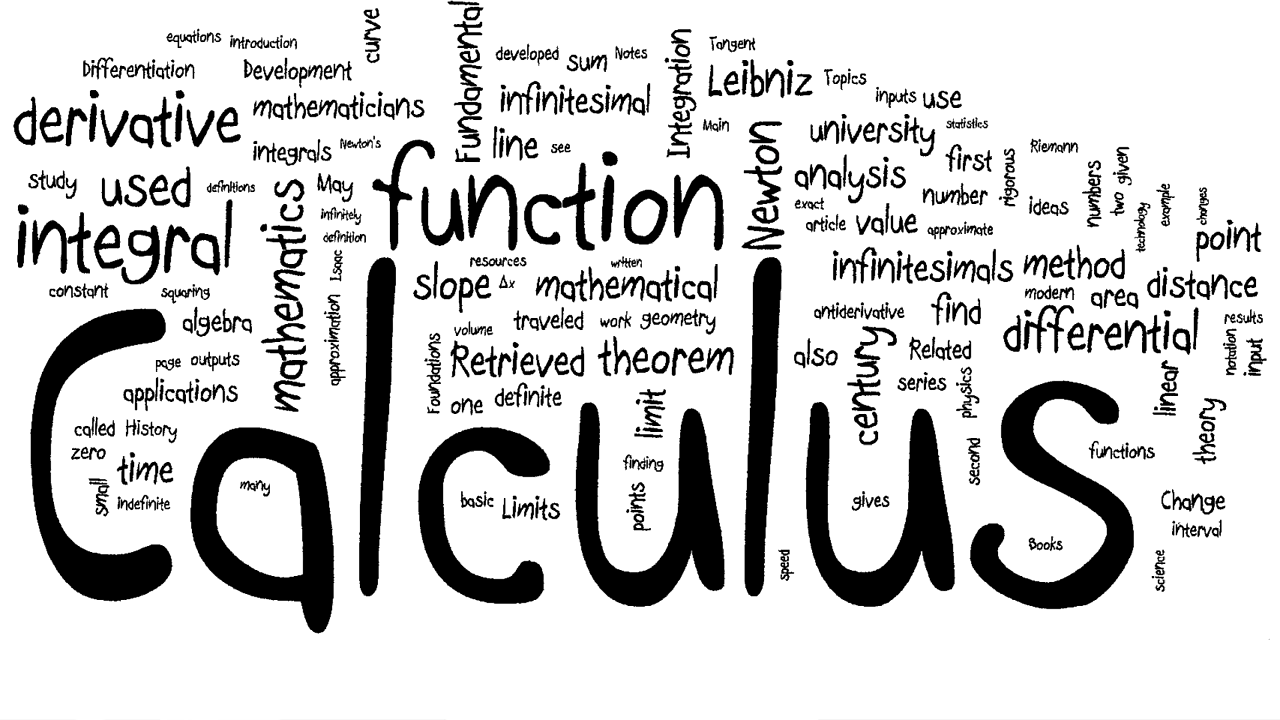 equations
introduction
curve
Fundamental
developed
sum
Notes
Integration
Tangent
Differentiation
Development
infinitesimal
Leibniz
Topics
inputs
use
derivative
mathematicians
line
see
Main
Newton
university
statistics
integrals
Newton's
function
analysis
first
rigorous
Riemann
numbers
two
given
study
used
definitions
May
mathematics
infinitely
definition
Isaac
exact
article
value
number
approximate
ideas
technology
example
changes
point
integral
constant
squaring
resources
written
slope
Δx
mathematical
infinitesimals
method
modern
area
distance
algebra
approximation
volume
traveled
work
geometry
antiderivative
find
differential
results
notation
input
page
outputs
Foundations
Retrieved
theorem
also
century
Related
series
physics
linear
theory
applications
one
definite
limit
called
History
zero
time
small
indefinite
many
finding
points
basic
Limits
gives
second
functions
Change
interval
Books
science
speed
Calculus